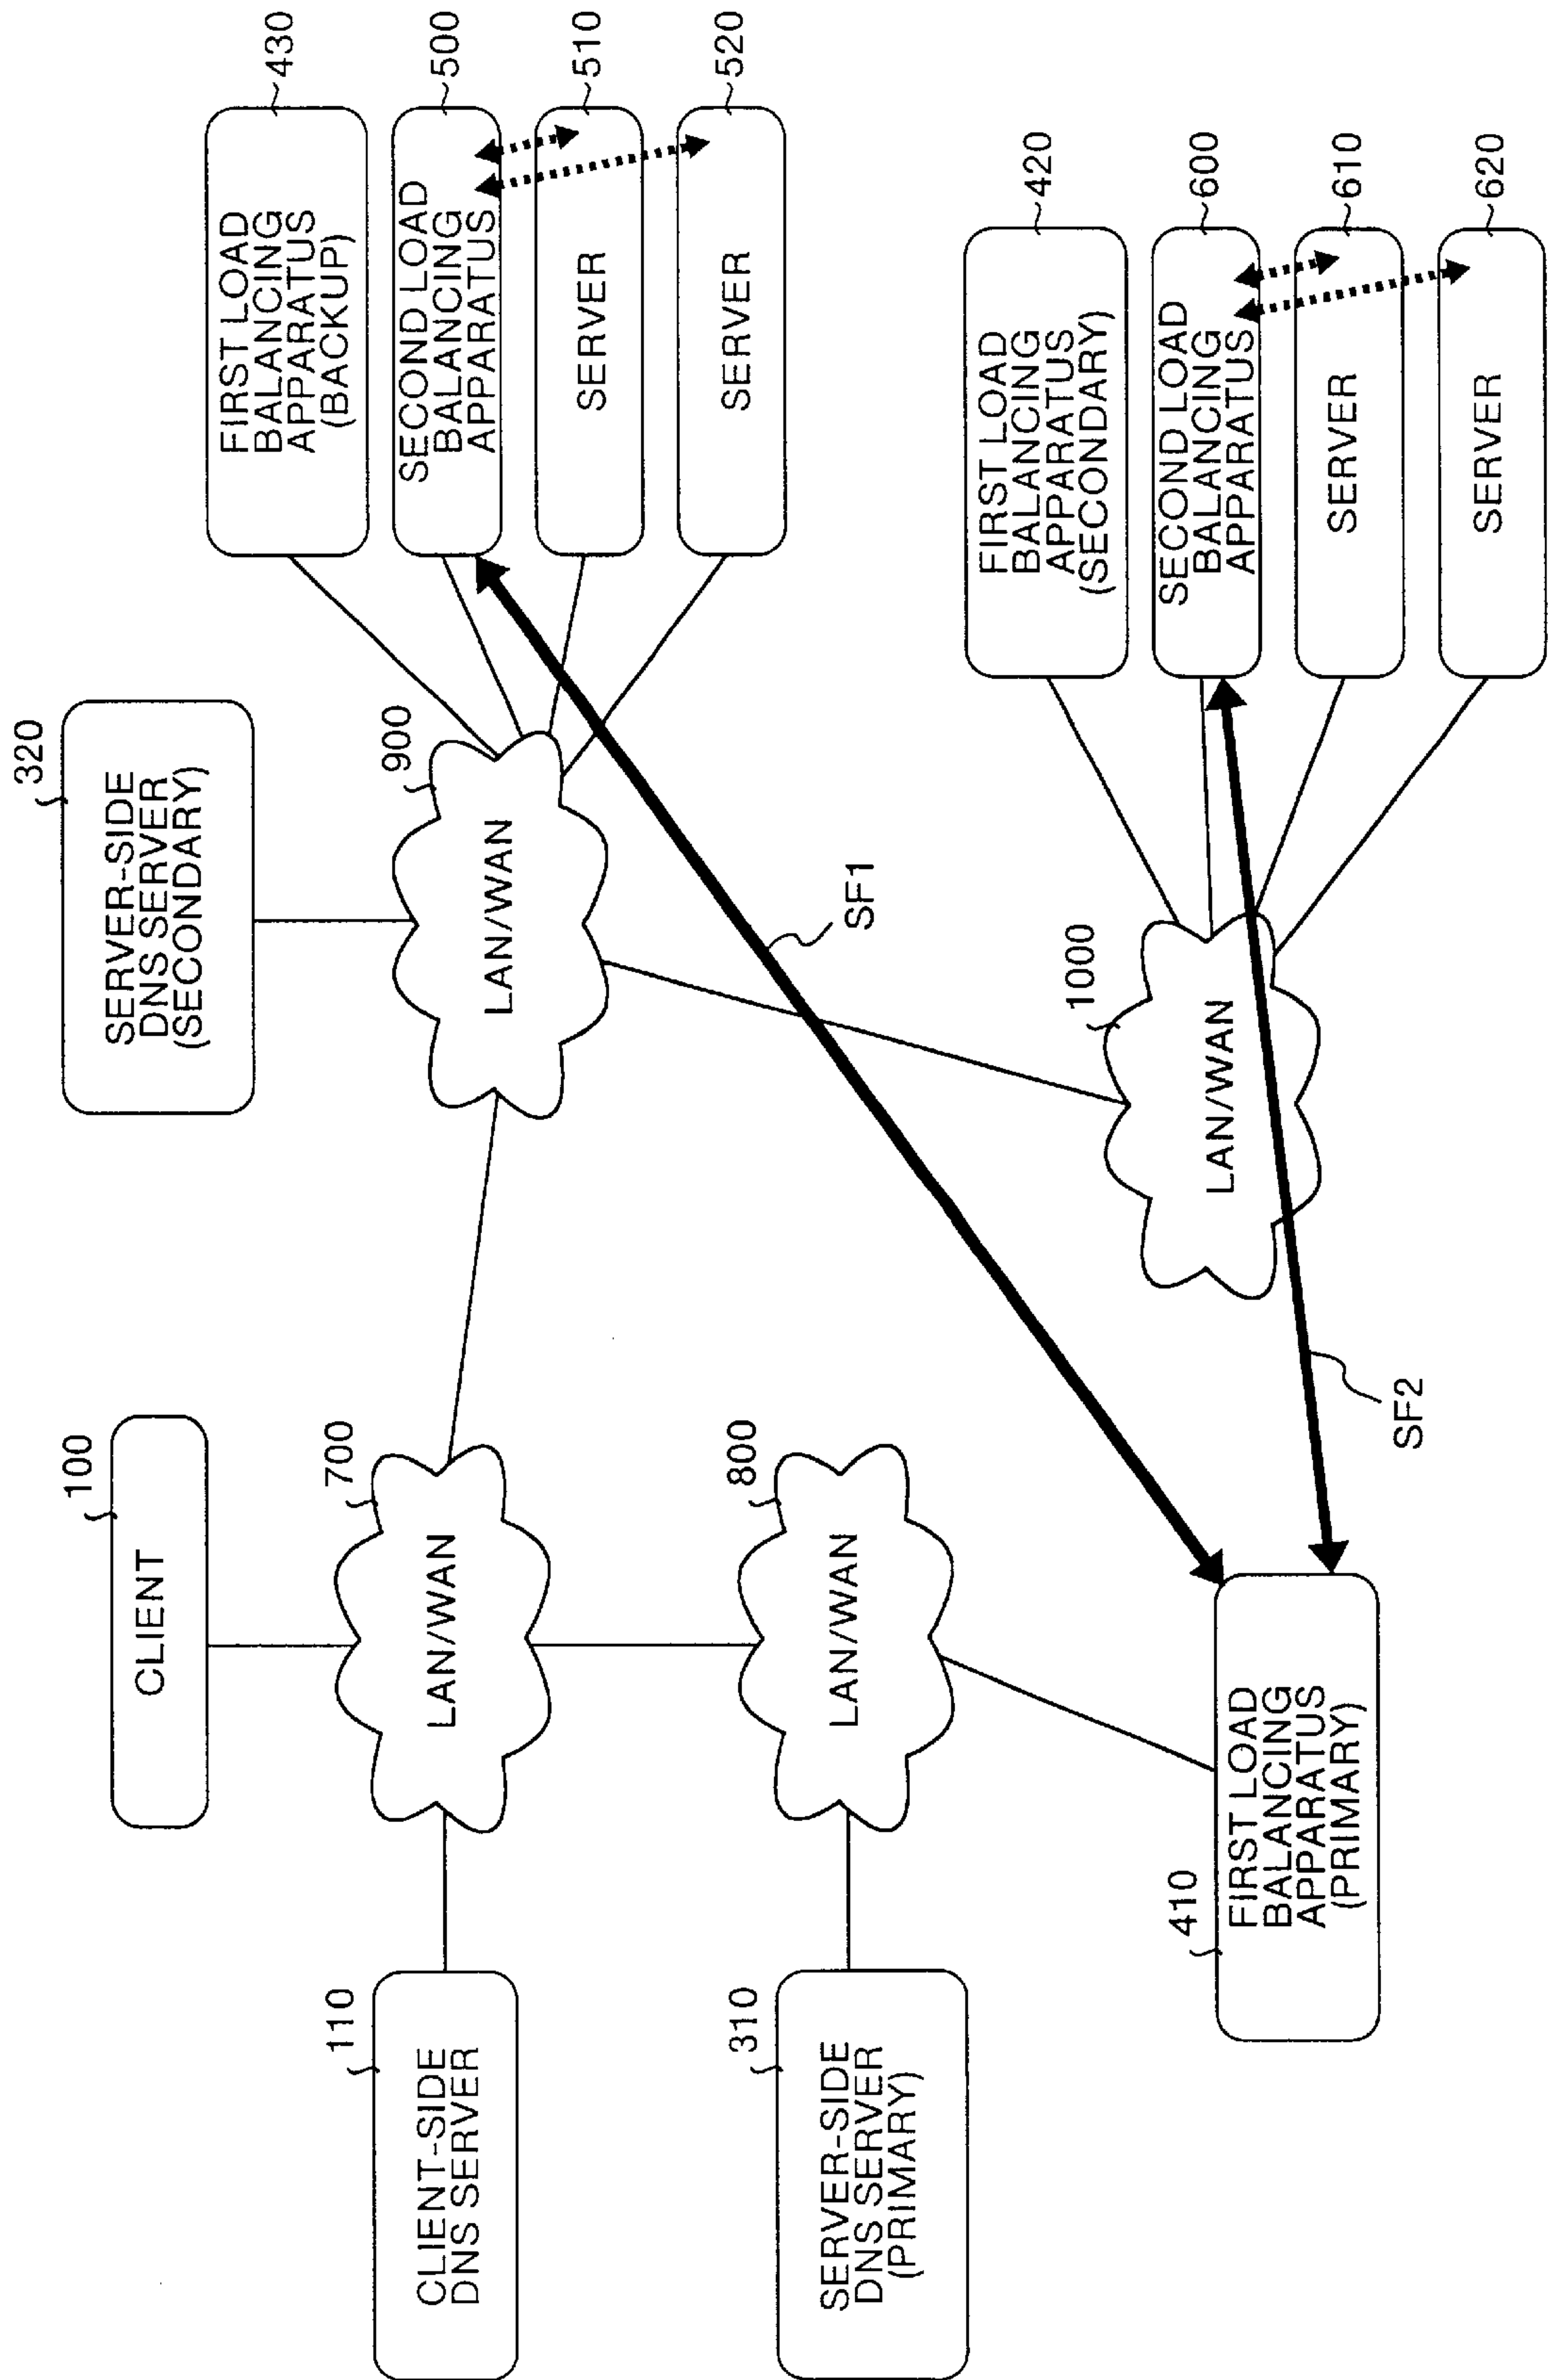 100
CLIENT
110
CLIENT-SIDE
DNS SERVER
700
LAN/WAN
310
SERVER-SIDE
DNS SERVER
(PRIMARY)
800
LAN/WAN
410
FIRST LOAD
BALANCING
APPARATUS
(PRIMARY)
320
SERVER-SIDE
DNS SERVER
(SECONDARY)
900
LAN/WAN
SF1
1000
LAN/WAN
SF2
FIRST LOAD
BALANCING
APPARATUS
(BACKUP)
430
SECOND LOAD
BALANCING
APPARATUS
500
SERVER
510
SERVER
520
FIRST LOAD
BALANCING
APPARATUS
(SECONDARY)
420
SECOND LOAD
BALANCING
APPARATUS
600
SERVER
610
SERVER
620